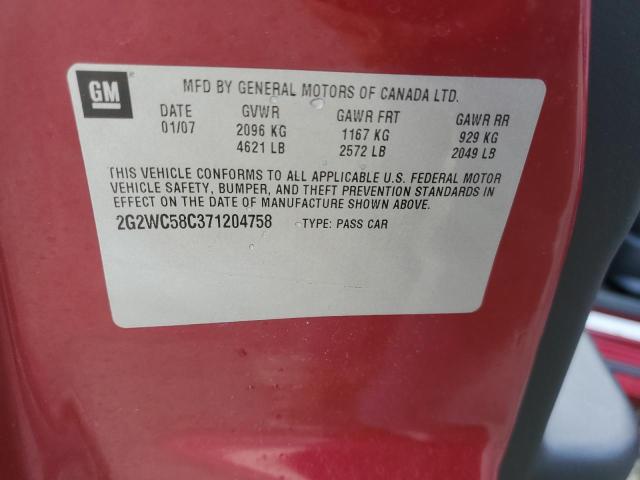 GM
MFD BY GENERAL MOTORS OF CANADA LTD.
DATE GVWR GAWR FRT GAWR RR
01/07 2096 KG 1167 KG 929 KG
4621 LB 2572 LB 2049 LB
THIS VEHICLE CONFORMS TO ALL APPLICABLE U.S. FEDERAL MOTOR
VEHICLE SAFETY, BUMPER, AND THEFT PREVENTION STANDARDS IN
EFFECT ON THE DATE OF MANUFACTURE SHOWN ABOVE.
2G2WC58C371204758 TYPE: PASS CAR